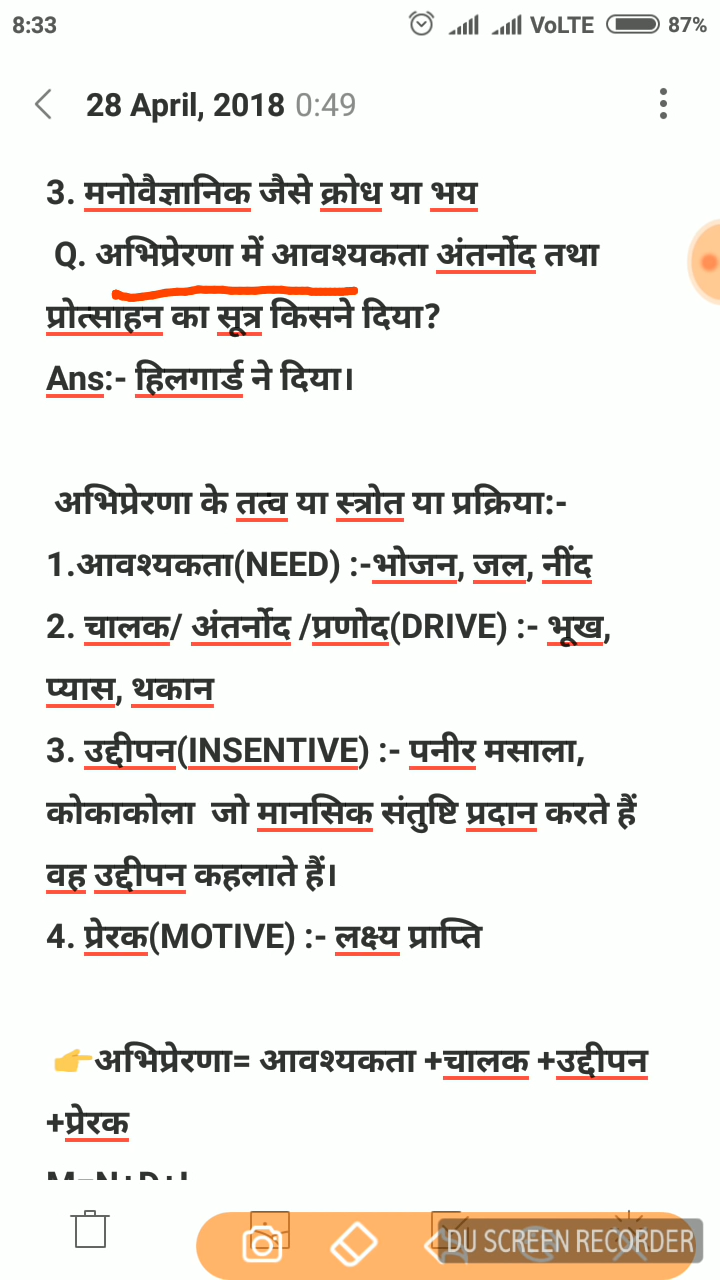 8:33 VoLTE 87%
28 April, 2018 0:49
3. मनोवैज्ञानिक जैसे क्रोध या भय
Q. अभिप्रेरणा में आवश्यकता अंतर्नोद तथा
प्रोत्साहन का सूत्र किसने दिया?
Ans:- हिलगार्ड ने दिया।
अभिप्रेरणा के तत्व या स्त्रोत या प्रक्रिया:-
1.आवश्यकता(NEED) :-भोजन, जल, नींद
2. चालक/ अंतर्नोद /प्रणोद(DRIVE) :- भूख,
प्यास, थकान
3. उद्दीपन(INSENTIVE) :- पनीर मसाला,
कोकाकोला जो मानसिक संतुष्टि प्रदान करते हैं
वह उद्दीपन कहलाते हैं।
4. प्रेरक(MOTIVE) :- लक्ष्य प्राप्ति
👉अभिप्रेरणा= आवश्यकता +चालक +उद्दीपन
+प्रेरक
DU SCREEN RECORDER